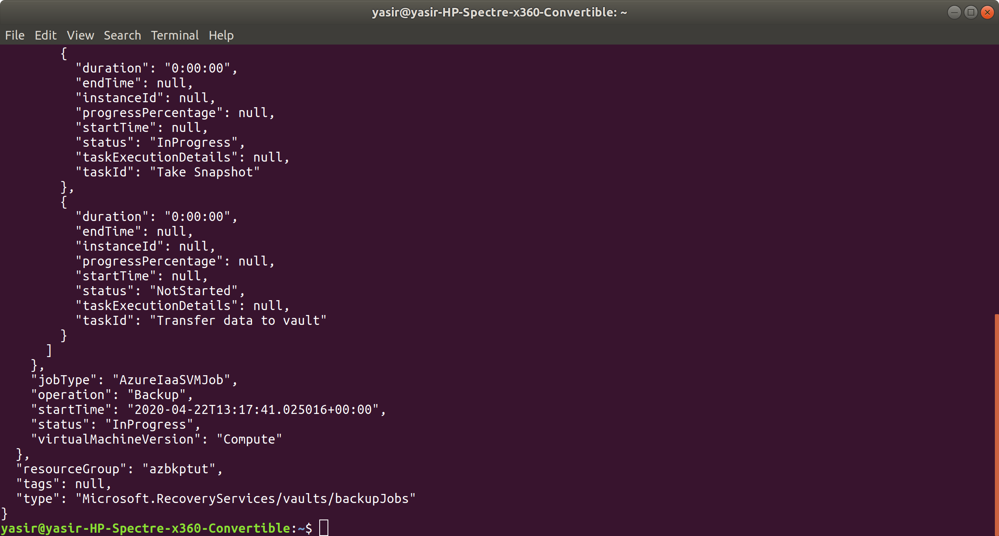 yasir@yasir-HP-Spectre-x360-Convertible: ~
File Edit View Search Terminal Help
        {
          "duration": "0:00:00",
          "endTime": null,
          "instanceId": null,
          "progressPercentage": null,
          "startTime": null,
          "status": "InProgress",
          "taskExecutionDetails": null,
          "taskId": "Take Snapshot"
        },
        {
          "duration": "0:00:00",
          "endTime": null,
          "instanceId": null,
          "progressPercentage": null,
          "startTime": null,
          "status": "NotStarted",
          "taskExecutionDetails": null,
          "taskId": "Transfer data to vault"
        }
      ]
    },
    "jobType": "AzureIaaSVMJob",
    "operation": "Backup",
    "startTime": "2020-04-22T13:17:41.025016+00:00",
    "status": "InProgress",
    "virtualMachineVersion": "Compute"
  },
  "resourceGroup": "azbkptut",
  "tags": null,
  "type": "Microsoft.RecoveryServices/vaults/backupJobs"
}
yasir@yasir-HP-Spectre-x360-Convertible:~$